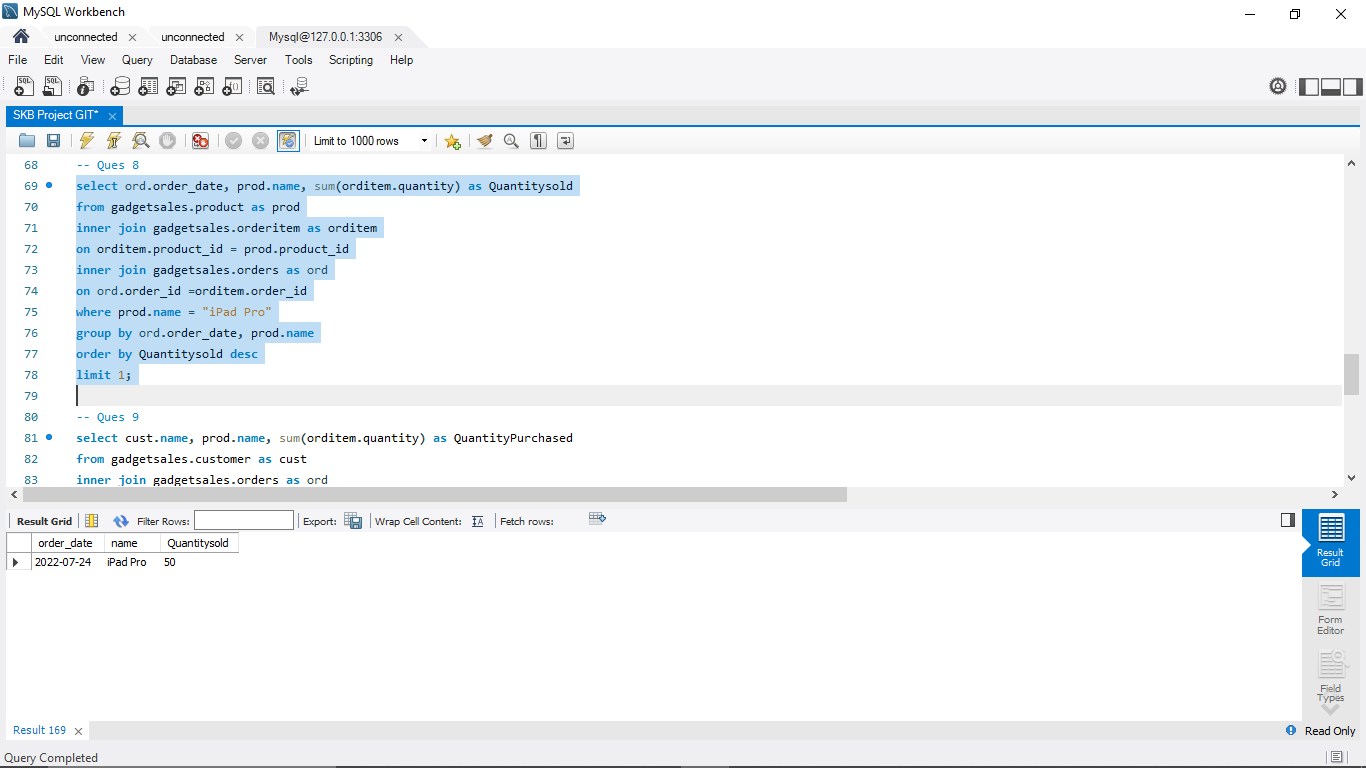 MySQL Workbench
unconnected
unconnected
Mysql@127.0.0.1:3306
File Edit View Query Database Server Tools Scripting Help
SKB Project GIT*
Limit to 1000 rows
68 -- Ques 8
69 select ord.order_date, prod.name, sum(orditem.quantity) as Quantitysold
70 from gadgetsales.product as prod
71 inner join gadgetsales.orderitem as orditem
72 on orditem.product_id = prod.product_id
73 inner join gadgetsales.orders as ord
74 on ord.order_id =orditem.order_id
75 where prod.name = "iPad Pro"
76 group by ord.order_date, prod.name
77 order by Quantitysold desc
78 limit 1;
79
80 -- Ques 9
81 select cust.name, prod.name, sum(orditem.quantity) as QuantityPurchased
82 from gadgetsales.customer as cust
83 inner join gadgetsales.orders as ord
Result Grid Filter Rows: Export: Wrap Cell Content: Fetch rows:
order_date name Quantitysold
2022-07-24 iPad Pro 50
Result
Grid
Form
Editor
Field
Types
Result 169
Read Only
Query Completed